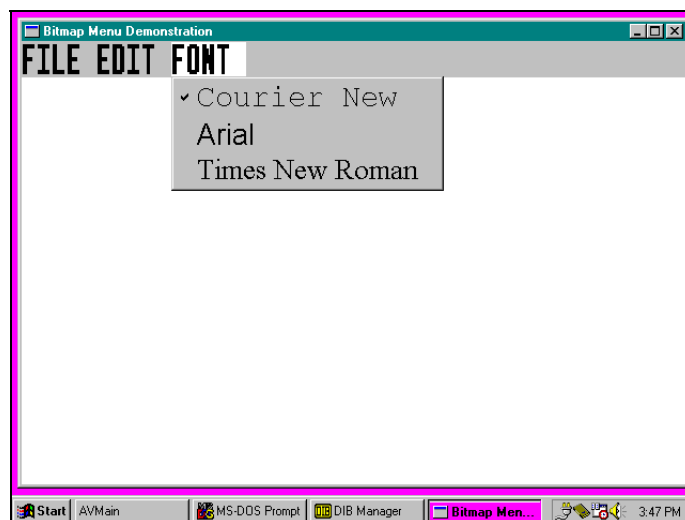 Bitmap Menu Demonstration
FILE EDIT FONT
Courier New
Arial
Times New Roman
Start AVMain MS-DOS Prompt DIB DIB Manager Bitmap Men... 3:47 PM